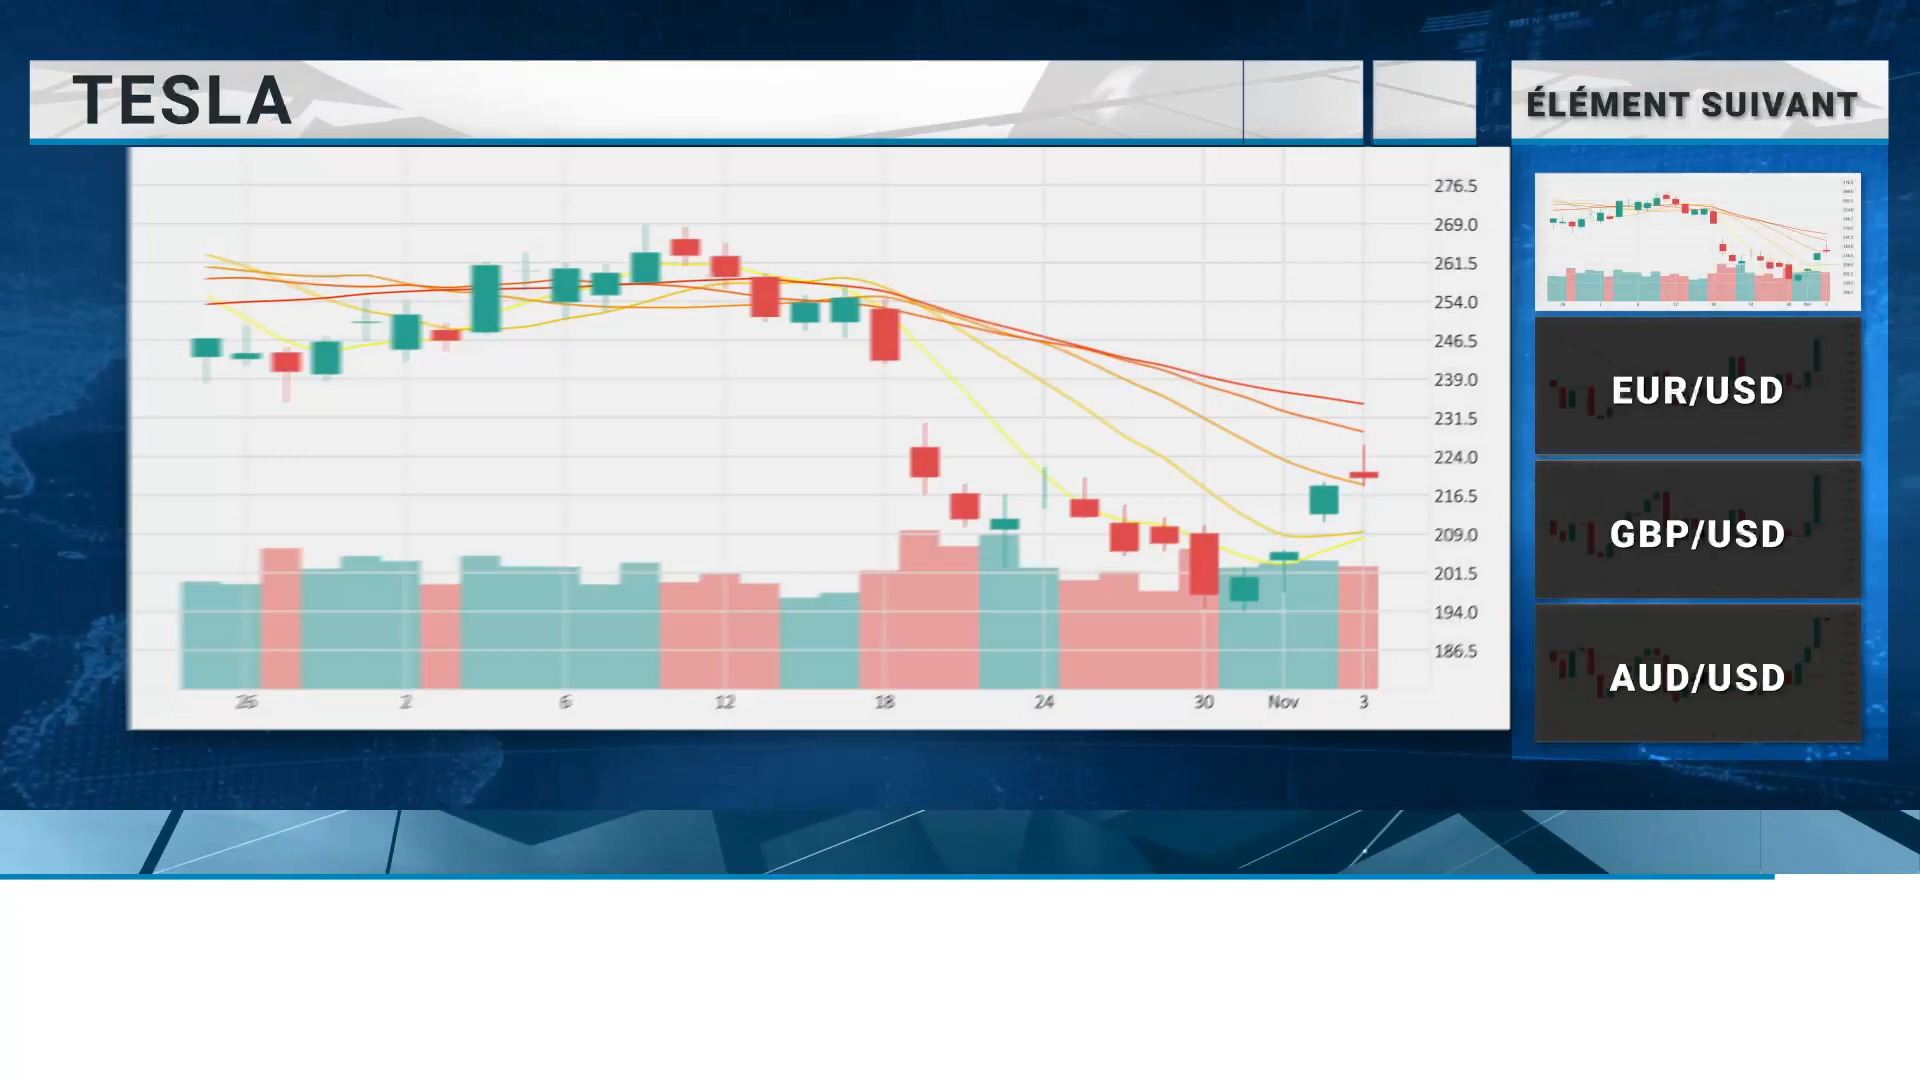 TESLA
ÉLÉMENT SUIVANT
276.5
269.0
261.5
254.0
246.5
239.0
231.5
224.0
216.5
209.0
201.5
194.0
186.5
26 2 6 12 18 24 30 Nov 3
EUR/USD
GBP/USD
AUD/USD